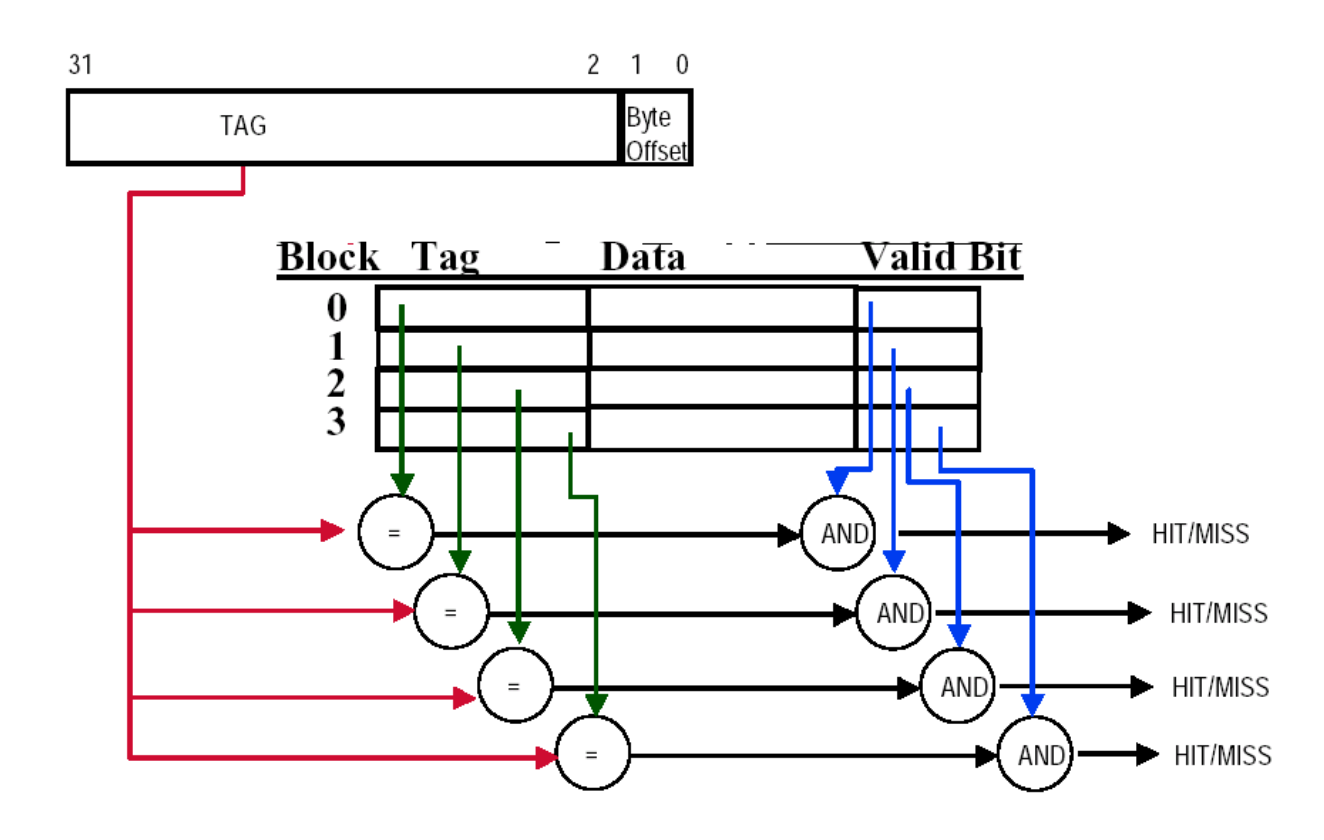 31 2 1 0
TAG
Byte
Offset
Block Tag Data Valid Bit
0
1
2
3
= AND HIT/MISS
= AND HIT/MISS
= AND HIT/MISS
= AND HIT/MISS